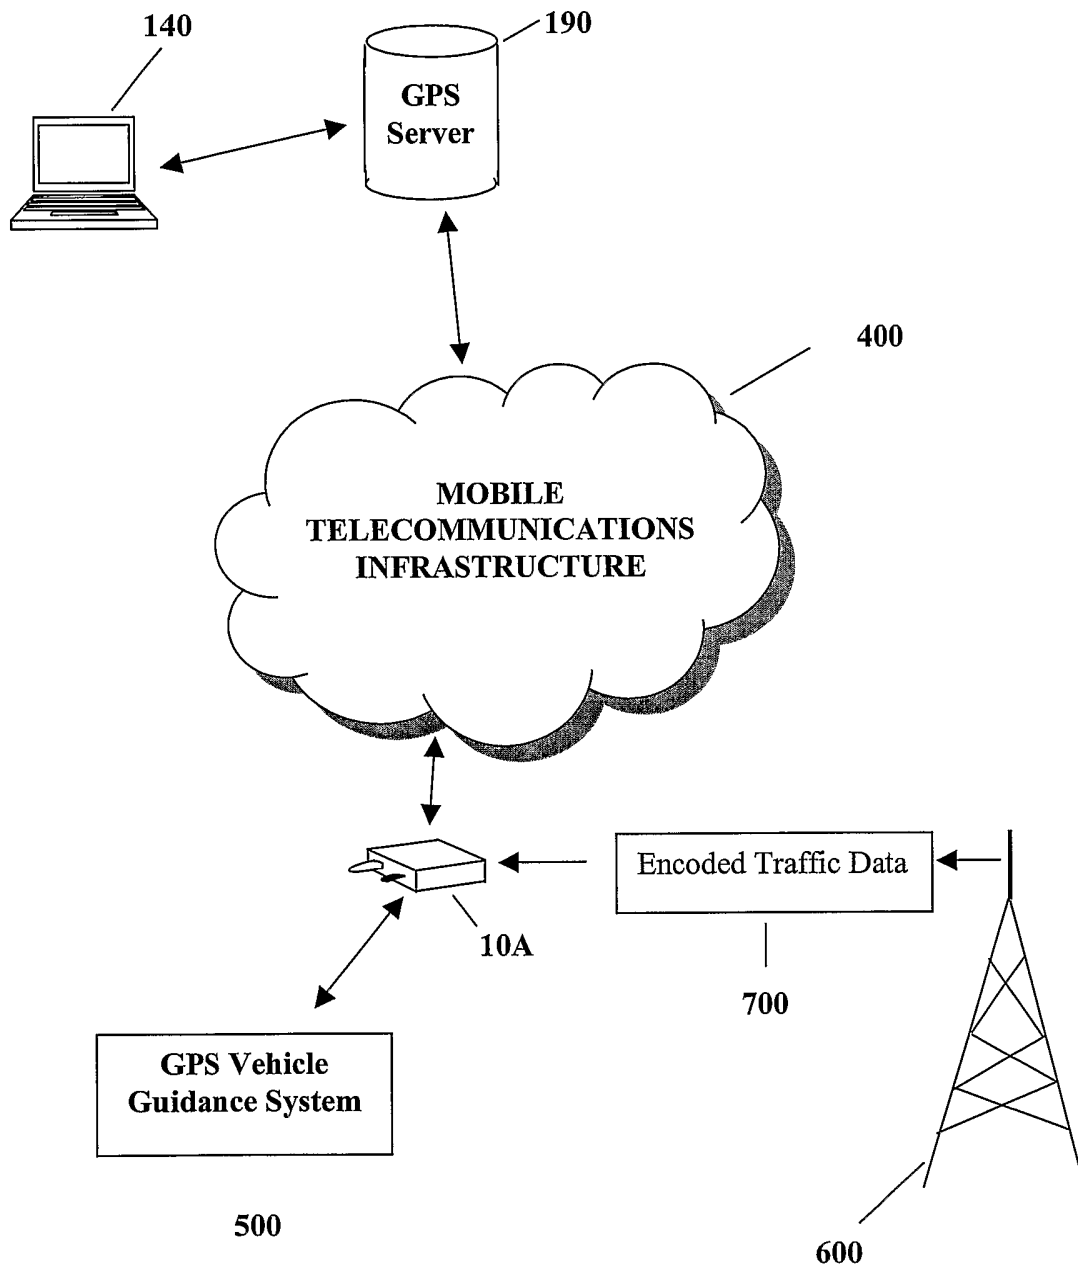 140
190
GPS
Server
400
MOBILE
TELECOMMUNICATIONS
INFRASTRUCTURE
Encoded Traffic Data
10A
700
GPS Vehicle
Guidance System
500
600